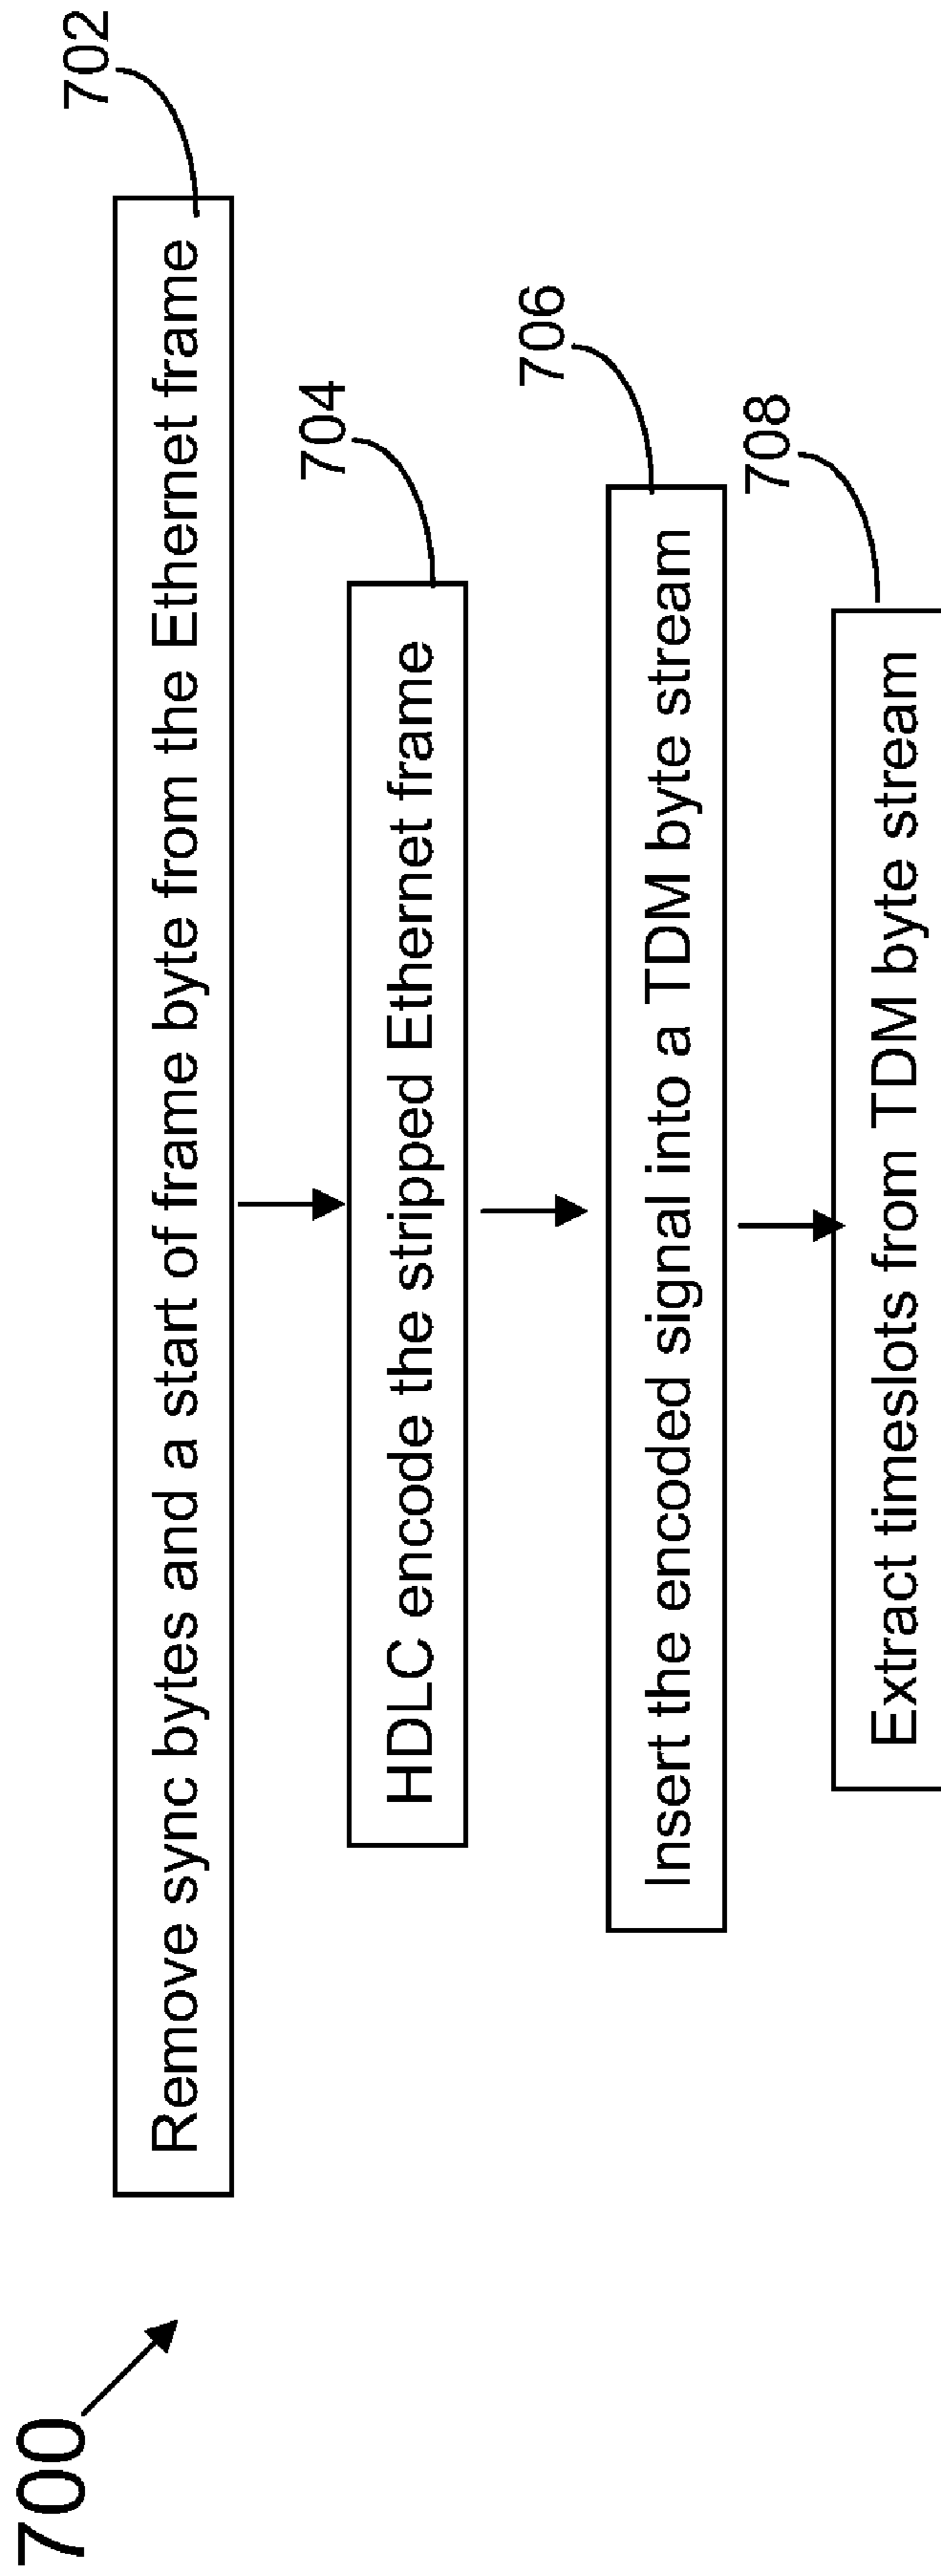 700
702
Remove sync bytes and a start of frame byte from the Ethernet frame
704
HDLC encode the stripped Ethernet frame
706
Insert the encoded signal into a TDM byte stream
708
Extract timeslots from TDM byte stream